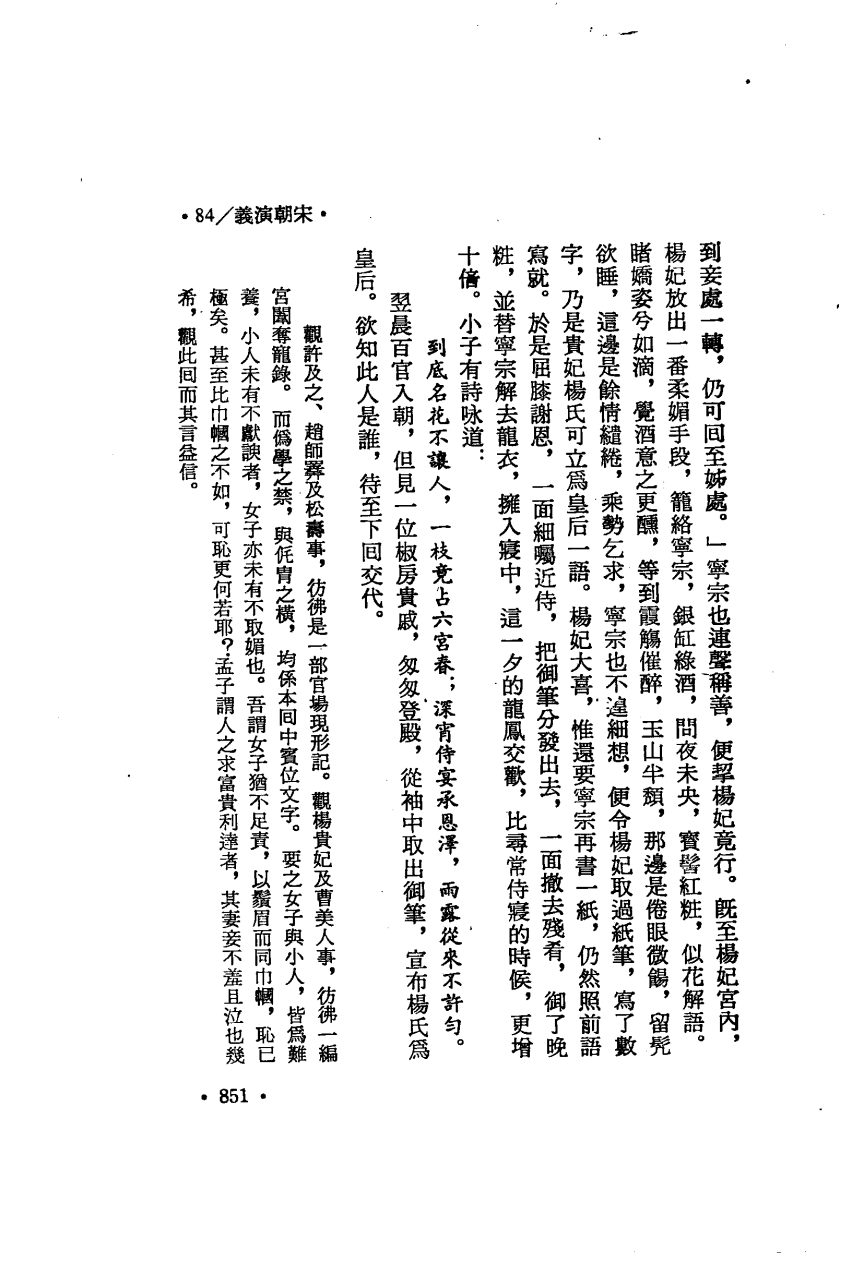 •84／義演朝宋•
到妾處一轉，仍可回至姊處。」寧宗也連聲稱善，便挈楊妃竟行。既至楊妃宮內，
楊妃放出一番柔媚手段，籠絡寧宗，銀缸綠酒，問夜未央，寶髻紅粧，似花解語。
睹嬌姿兮如滴，覺酒意之更醺，等到霞觴催醉，玉山半頹，那邊是倦眼微餳，留髠
欲睡，這邊是餘情繾綣，乘勢乞求，寧宗也不遑細想，便令楊妃取過紙筆，寫了數
字，乃是貴妃楊氏可立爲皇后一語。楊妃大喜，惟還要寧宗再書一紙，仍然照前語
寫就。於是屈膝謝恩，一面細囑近侍，把御筆分發出去，一面撤去殘肴，御了晚
粧，並替寧宗解去龍衣，擁入寢中，這一夕的龍鳳交歡，比尋常侍寢的時候，更增
十倍。小子有詩咏道：
到底名花不讓人，一枝竟占六宮春；深宵侍宴承恩澤，雨露從來不許勻。
翌晨百官入朝，但見一位椒房貴戚，匆匆登殿，從袖中取出御筆，宣布楊氏爲
皇后。欲知此人是誰，待至下回交代。
觀許及之、趙師𢍰及松壽事，彷彿是一部官場現形記。觀楊貴妃及曹美人事，彷彿一編
宮闈奪寵錄。而僞學之禁，與侂胄之橫，均係本回中賓位文字。要之女子與小人，皆爲難
養，小人未有不獻諛者，女子亦未有不取媚也。吾謂女子猶不足責，以鬚眉而同巾幗，恥已
極矣。甚至比巾幗之不如，可恥更何若耶？孟子謂人之求富貴利達者，其妻妾不羞且泣也幾
希，觀此回而其言益信。
•851•